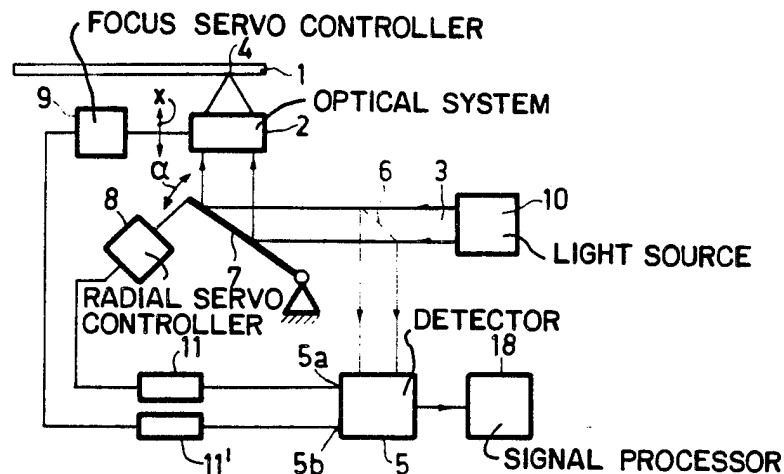 FOCUS SERVO CONTROLLER
4
1
9
X
OPTICAL SYSTEM
2
α
6
3
8
10
LIGHT SOURCE
7
RADIAL SERVO
CONTROLLER
DETECTOR
11
5a
18
11'
5b
5
SIGNAL PROCESSOR